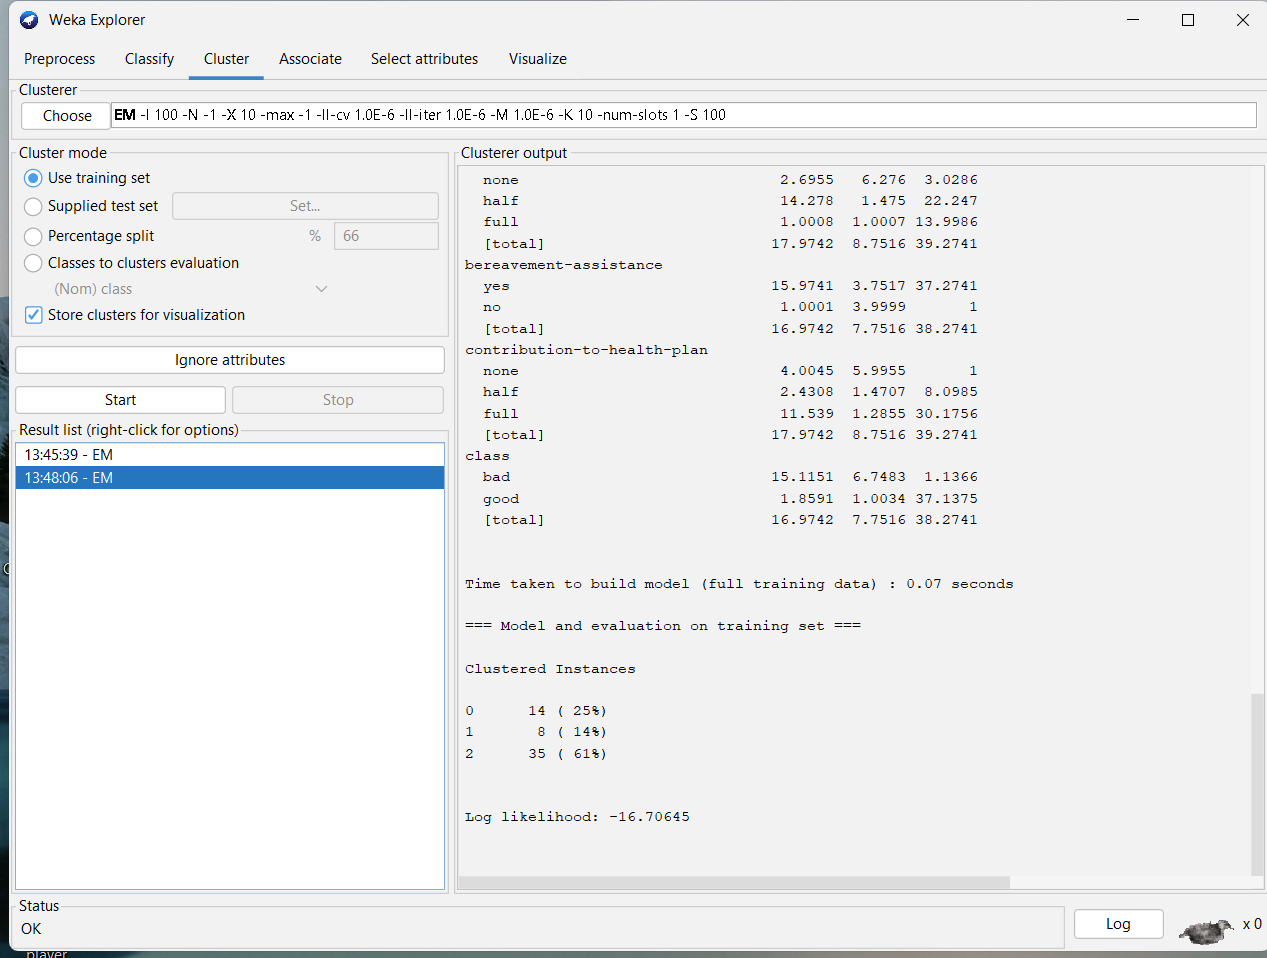 Weka Explorer
Preprocess Classify Cluster Associate Select attributes Visualize
Clusterer
Choose EM -I 100 -N -1 -X 10 -max -1 -ll-cv 1.0E-6 -ll-iter 1.0E-6 -M 1.0E-6 -K 10 -num-slots 1 -S 100
Cluster mode
Use training set
Supplied test set Set...
Percentage split % 66
Classes to clusters evaluation
(Nom) class
Store clusters for visualization
Ignore attributes
Start Stop
Result list (right-click for options)
13:45:39 - EM
13:48:06 - EM
Clusterer output
none 2.6955 6.276 3.0286
half 14.278 1.475 22.247
full 1.0008 1.0007 13.9986
[total] 17.9742 8.7516 39.2741
bereavement-assistance
yes 15.9741 3.7517 37.2741
no 1.0001 3.9999 1
[total] 16.9742 7.7516 38.2741
contribution-to-health-plan
none 4.0045 5.9955 1
half 2.4308 1.4707 8.0985
full 11.539 1.2855 30.1756
[total] 17.9742 8.7516 39.2741
class
bad 15.1151 6.7483 1.1366
good 1.8591 1.0034 37.1375
[total] 16.9742 7.7516 38.2741
Time taken to build model (full training data) : 0.07 seconds
=== Model and evaluation on training set ===
Clustered Instances
0 14 ( 25%)
1 8 ( 14%)
2 35 ( 61%)
Log likelihood: -16.70645
Status
OK
Log x 0
player